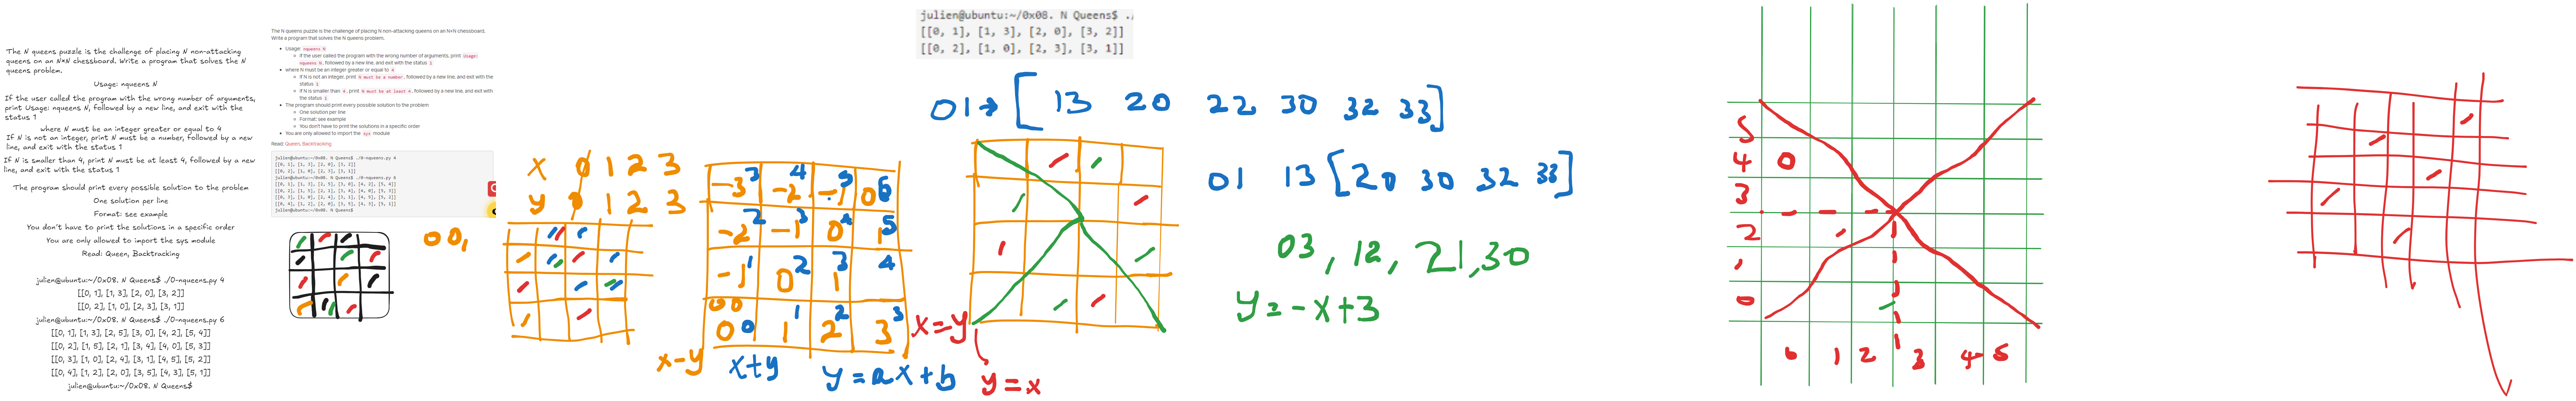 The N queens puzzle is the challenge of placing N non-attacking
queens on an N×N chessboard. Write a program that solves the N
queens problem.
Usage: nqueens N
If the user called the program with the wrong number of arguments,
print Usage: nqueens N, followed by a new line, and exit with the
status 1
where N must be an integer greater or equal to 4
If N is not an integer, print N must be a number, followed by a new
line, and exit with the status 1
If N is smaller than 4, print N must be at least 4, followed by a new
line, and exit with the status 1
The program should print every possible solution to the problem
One solution per line
Format: see example
You don't have to print the solutions in a specific order
You are only allowed to import the sys module
Read: Queen, Backtracking
julien@ubuntu:~/0x08. N Queens$ ./0-nqueens.py 4
[[0, 1], [1, 3], [2, 0], [3, 2]]
[[0, 2], [1, 0], [2, 3], [3, 1]]
julien@ubuntu:~/0x08. N Queens$ ./0-nqueens.py 6
[[0, 1], [1, 3], [2, 5], [3, 0], [4, 2], [5, 4]]
[[0, 2], [1, 5], [2, 1], [3, 4], [4, 0], [5, 3]]
[[0, 3], [1, 0], [2, 4], [3, 1], [4, 5], [5, 2]]
[[0, 4], [1, 2], [2, 0], [3, 5], [4, 3], [5, 1]]
julien@ubuntu:~/0x08. N Queens$
The N queens puzzle is the challenge of placing N non-attacking queens on an N×N chessboard.
Write a program that solves the N queens problem.
Usage: nqueens N
If the user called the program with the wrong number of arguments, print Usage:
nqueens N, followed by a new line, and exit with the status 1
where N must be an integer greater or equal to 4
If N is not an integer, print N must be a number, followed by a new line, and exit with the
status 1
If N is smaller than 4, print N must be at least 4, followed by a new line, and exit with
the status 1
The program should print every possible solution to the problem
One solution per line
Format: see example
You don't have to print the solutions in a specific order
You are only allowed to import the sys module
Read: Queen, Backtracking
julien@ubuntu:~/0x08. N Queens$ ./0-nqueens.py 4
[[0, 1], [1, 3], [2, 0], [3, 2]]
[[0, 2], [1, 0], [2, 3], [3, 1]]
julien@ubuntu:~/0x08. N Queens$ ./0-nqueens.py 6
[[0, 1], [1, 3], [2, 5], [3, 0], [4, 2], [5, 4]]
[[0, 2], [1, 5], [2, 1], [3, 4], [4, 0], [5, 3]]
[[0, 3], [1, 0], [2, 4], [3, 1], [4, 5], [5, 2]]
[[0, 4], [1, 2], [2, 0], [3, 5], [4, 3], [5, 1]]
julien@ubuntu:~/0x08. N Queens$
00,
x 0 1 2 3
y 0 1 2 3
-3 3 -2 4 -1 5 0 6
-2 2 -1 3 0 4 1 5
-1 1 0 2 1 3 4
00
0 0 1 1 2 2 3 3
x-y
x+y
y=ax+b
x=y
y=x
julien@ubuntu:~/0x08. N Queens$ ./
[[0, 1], [1, 3], [2, 0], [3, 2]]
[[0, 2], [1, 0], [2, 3], [3, 1]]
01→[ 13 20 22 30 32 33]
01 13 [20 30 32 33]
03, 12, 21, 30
y=-x+3
5
4 0
3
2
0
1 2 3 4 5